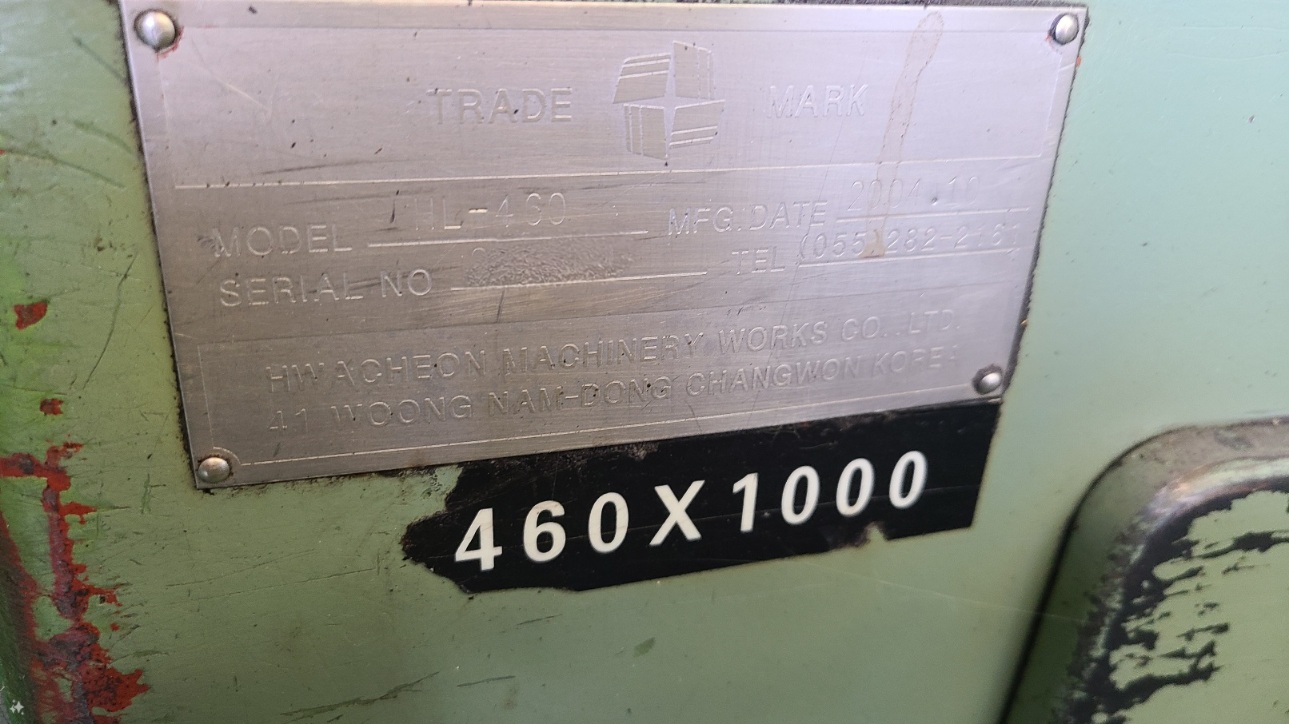 TRADE MARK
MODEL HL-460 MFG.DATE 2004.10
SERIAL NO TEL (055)282-2161
HWACHEON MACHINERY WORKS CO.,LTD.
41 WOONG NAM-DONG CHANGWON KOREA
460X1000